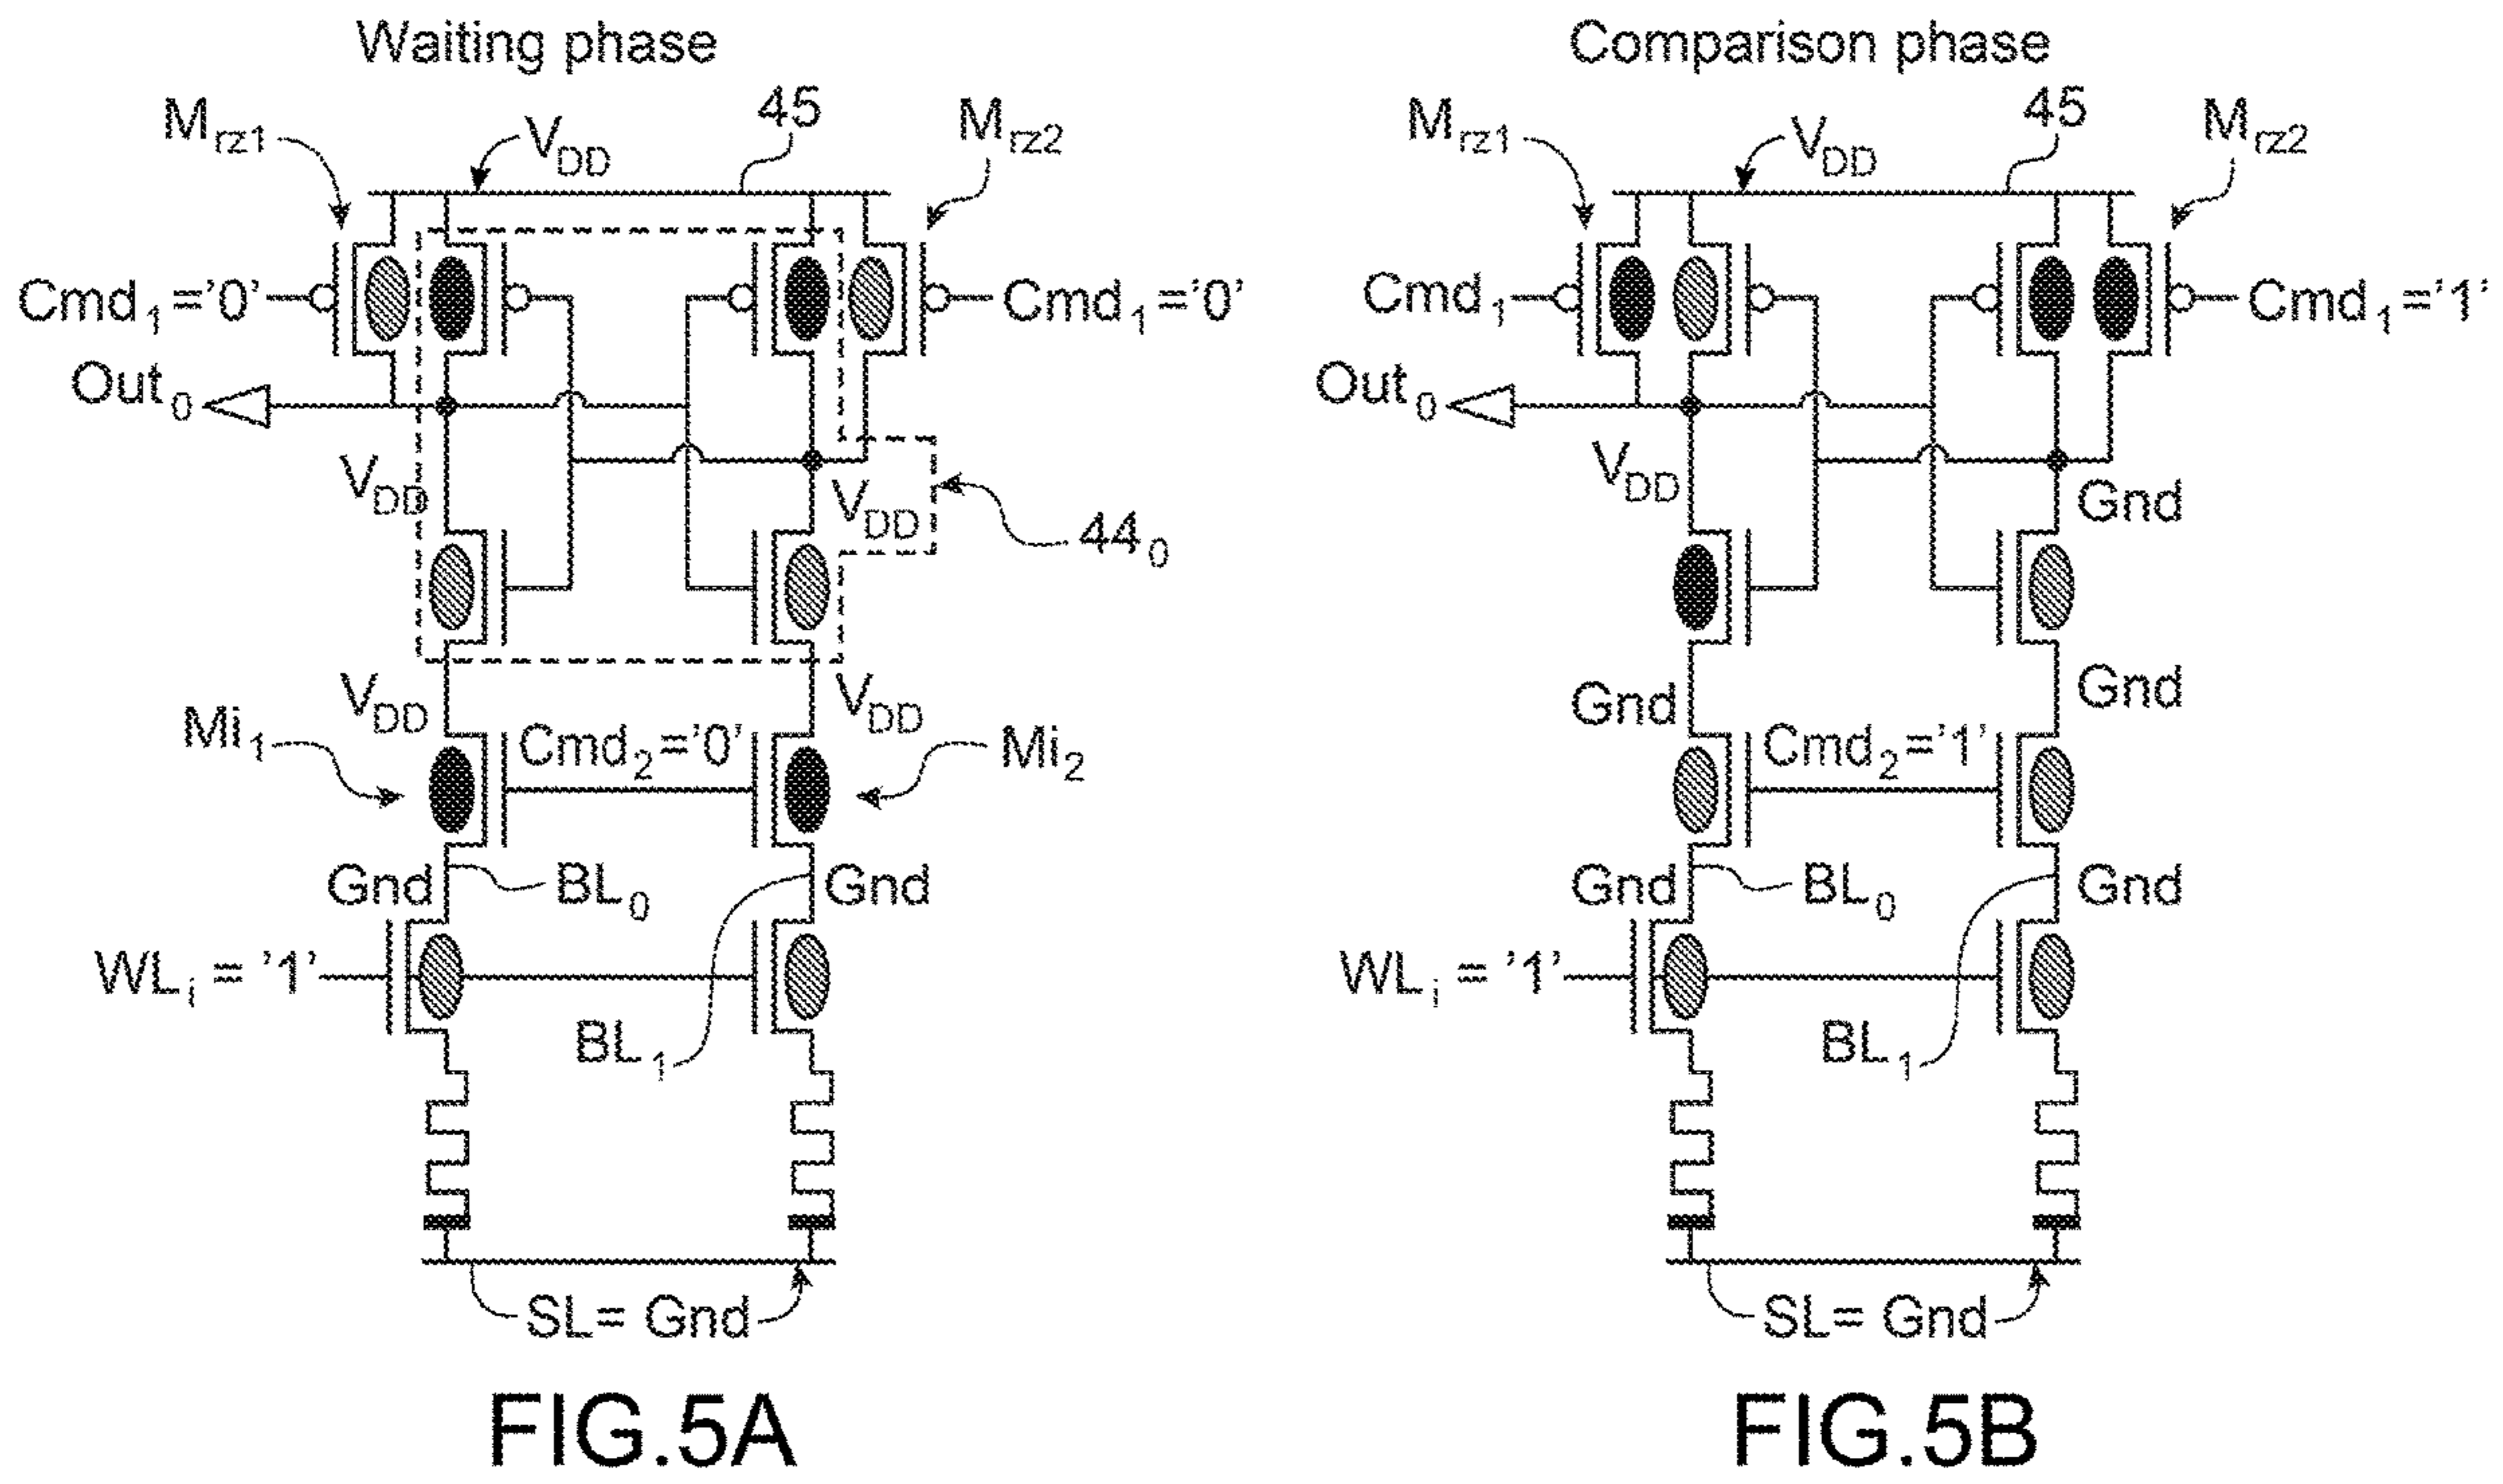 Waiting phase
45
Mrz1
VDD
Mrz2
Cmd1='0'
Cmd1='0'
Out0
VDD
VDD
440
VDD
VDD
Mi1
Cmd2='0'
Mi2
Gnd
BL0
Gnd
WLi = '1'
BL1
SL= Gnd
FIG.5A
Comparison phase
45
Mrz1
VDD
Mrz2
Cmd1
Cmd1='1'
Out0
VDD
Gnd
Gnd
Gnd
Cmd2='1'
Gnd
BL0
Gnd
WLi = '1'
BL1
SL= Gnd
FIG.5B